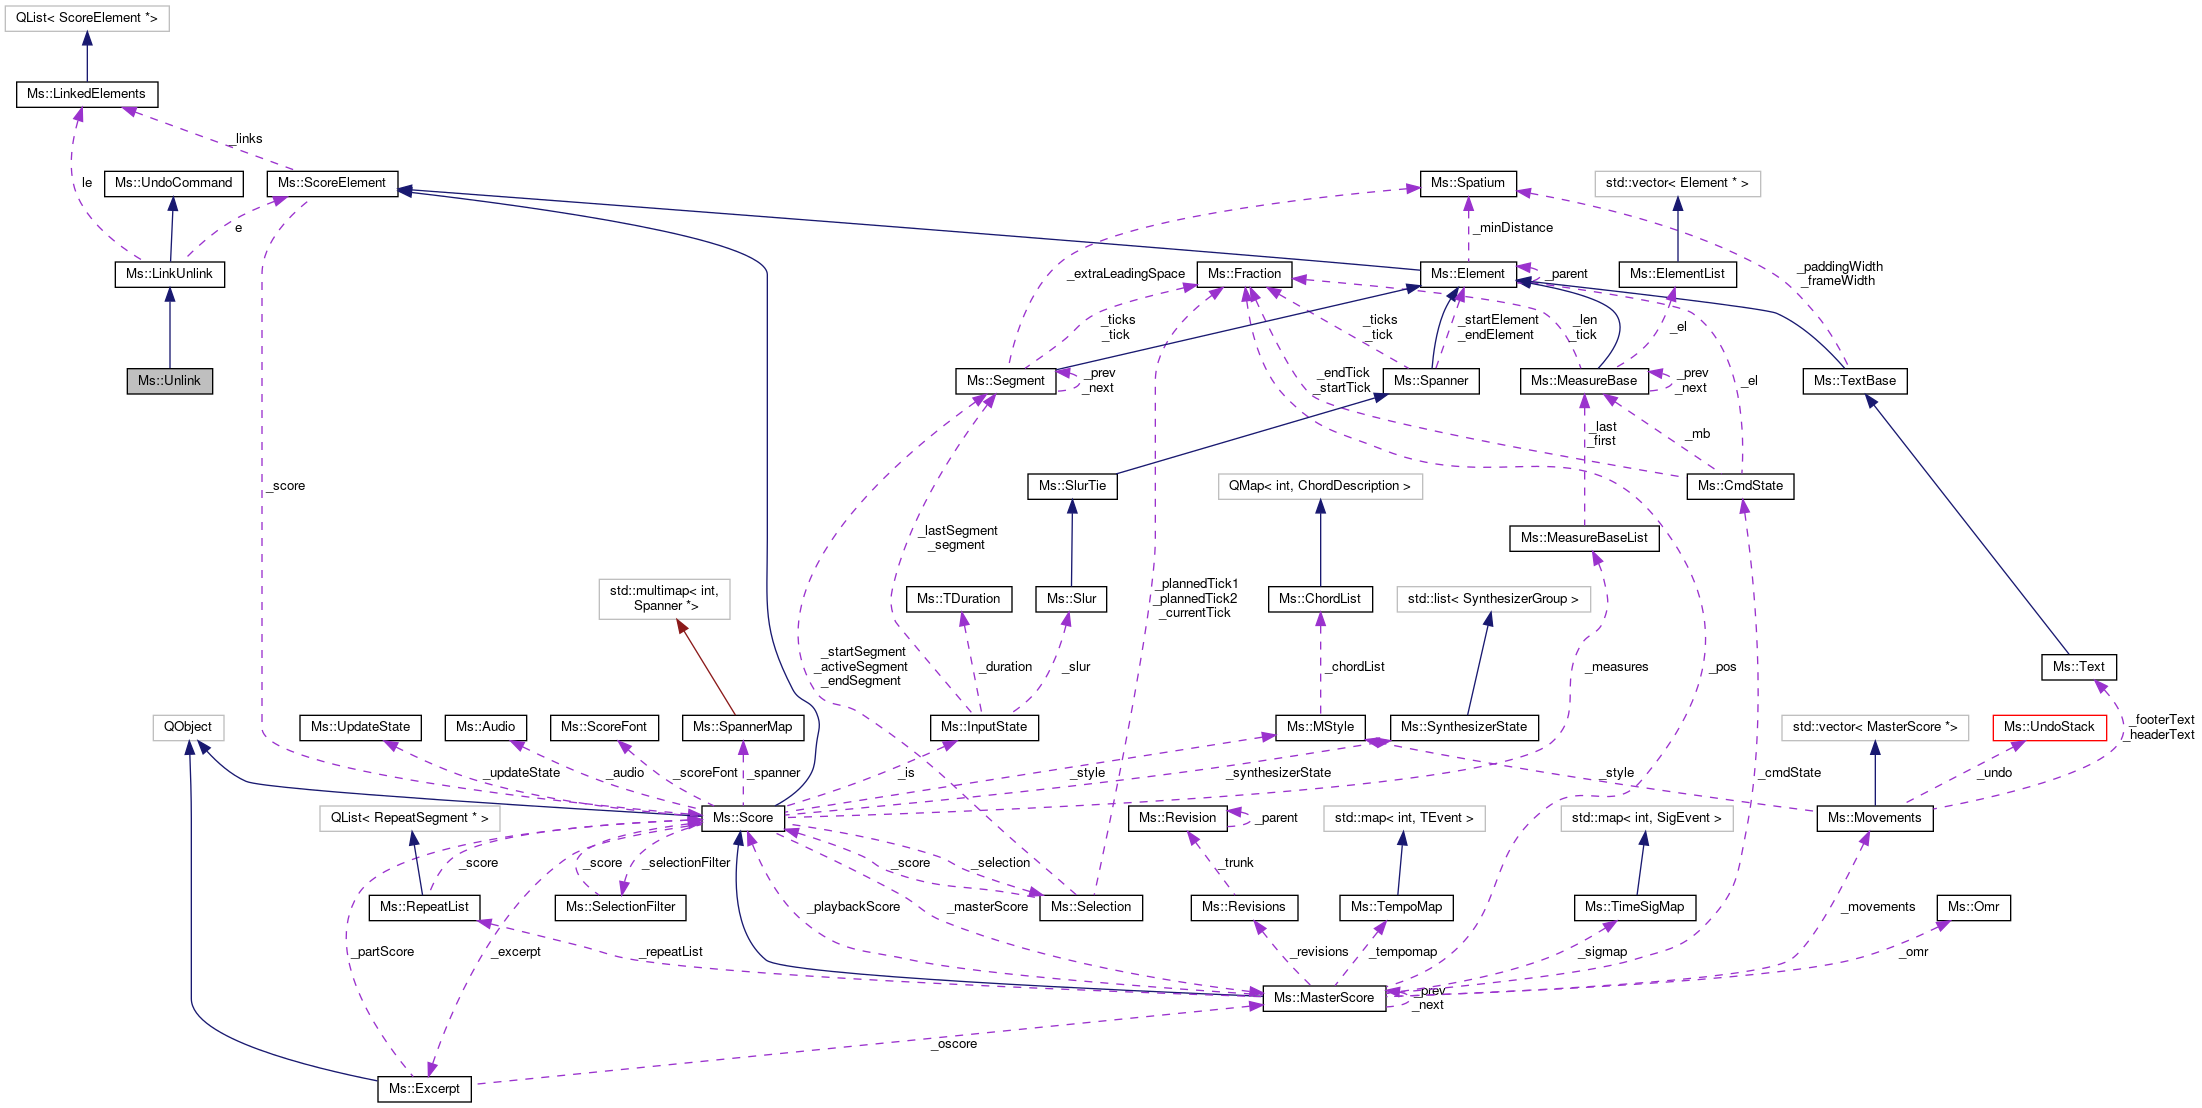 QList< ScoreElement *>
Ms::LinkedElements
_links
le
Ms::UndoCommand
Ms::ScoreElement
Ms::Spatium
std::vector< Element * >
e
_minDistance
Ms::LinkUnlink
_extraLeadingSpace
Ms::Fraction
Ms::Element
_parent
Ms::ElementList
_paddingWidth
_frameWidth
_ticks
_tick
_ticks
_tick
_startElement
_endElement
_len
_tick
_el
Ms::Unlink
Ms::Segment
_prev
_next
_endTick
_startTick
Ms::Spanner
Ms::MeasureBase
_prev
_next
_el
Ms::TextBase
_last
_first
_mb
_score
Ms::SlurTie
QMap< int, ChordDescription >
Ms::CmdState
_lastSegment
_segment
Ms::MeasureBaseList
std::multimap< int,
Spanner *>
Ms::TDuration
Ms::Slur
_plannedTick1
_plannedTick2
_currentTick
Ms::ChordList
std::list< SynthesizerGroup >
_startSegment
_activeSegment
_endSegment
_duration
_slur
_chordList
_measures
_pos
Ms::Text
QObject
Ms::UpdateState
Ms::Audio
Ms::ScoreFont
Ms::SpannerMap
Ms::InputState
Ms::MStyle
Ms::SynthesizerState
std::vector< MasterScore *>
Ms::UndoStack
_footerText
_headerText
_updateState
_audio
_scoreFont
_spanner
_is
_style
_synthesizerState
_style
_cmdState
_undo
QList< RepeatSegment * >
Ms::Score
Ms::Revision
_parent
std::map< int, TEvent >
std::map< int, SigEvent >
Ms::Movements
_score
_score
_selectionFilter
_score
_selection
_trunk
Ms::RepeatList
Ms::SelectionFilter
_playbackScore
_masterScore
Ms::Selection
Ms::Revisions
Ms::TempoMap
Ms::TimeSigMap
_movements
Ms::Omr
_partScore
_excerpt
_repeatList
_revisions
_tempomap
_sigmap
_omr
Ms::MasterScore
_prev
_next
_oscore
Ms::Excerpt